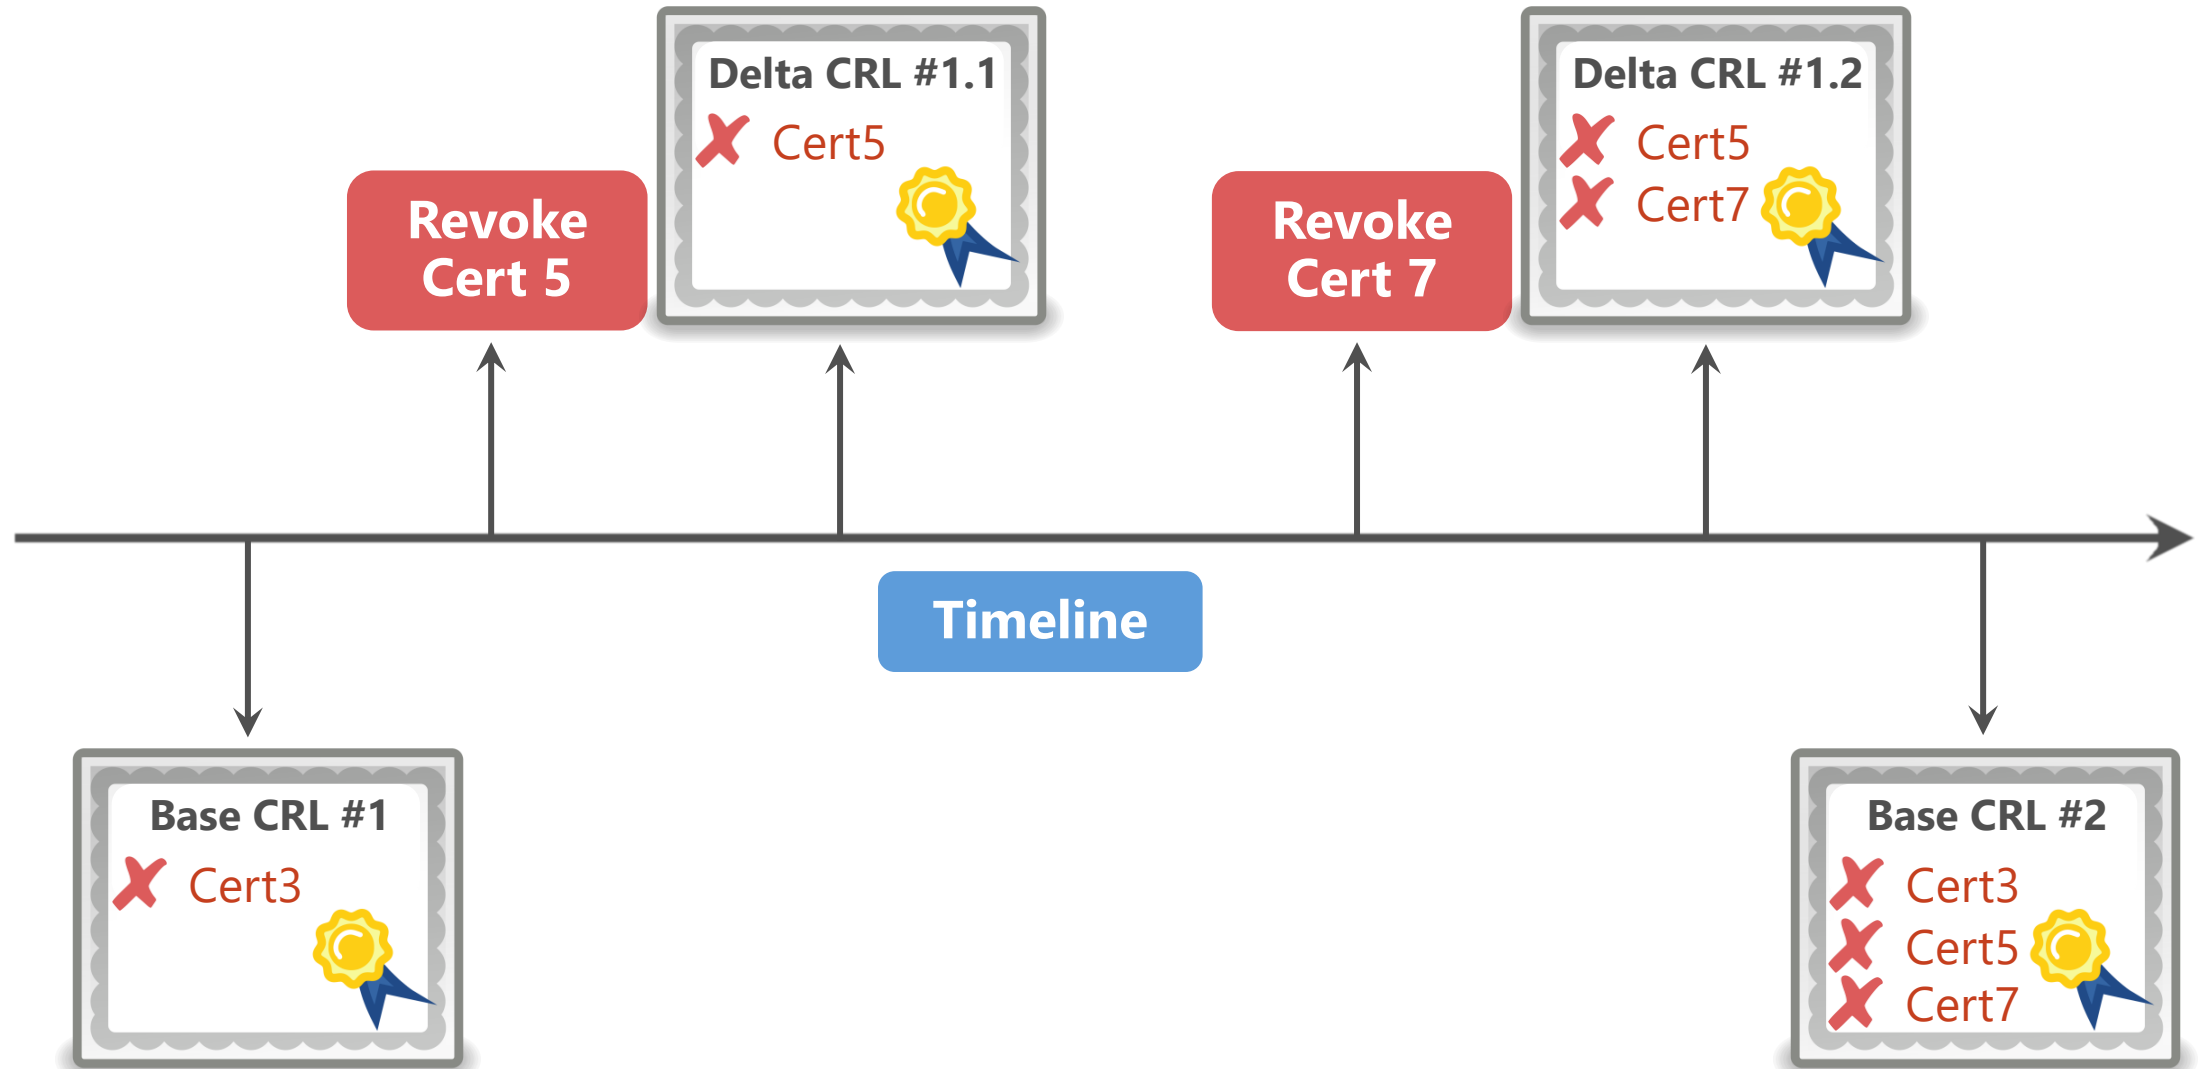 Delta CRL #1.1
Cert5
Delta CRL #1.2
Cert5
Cert7
Revoke
Cert 5
Revoke
Cert 7
Timeline
Base CRL #1
Cert3
Base CRL #2
Cert3
Cert5
Cert7